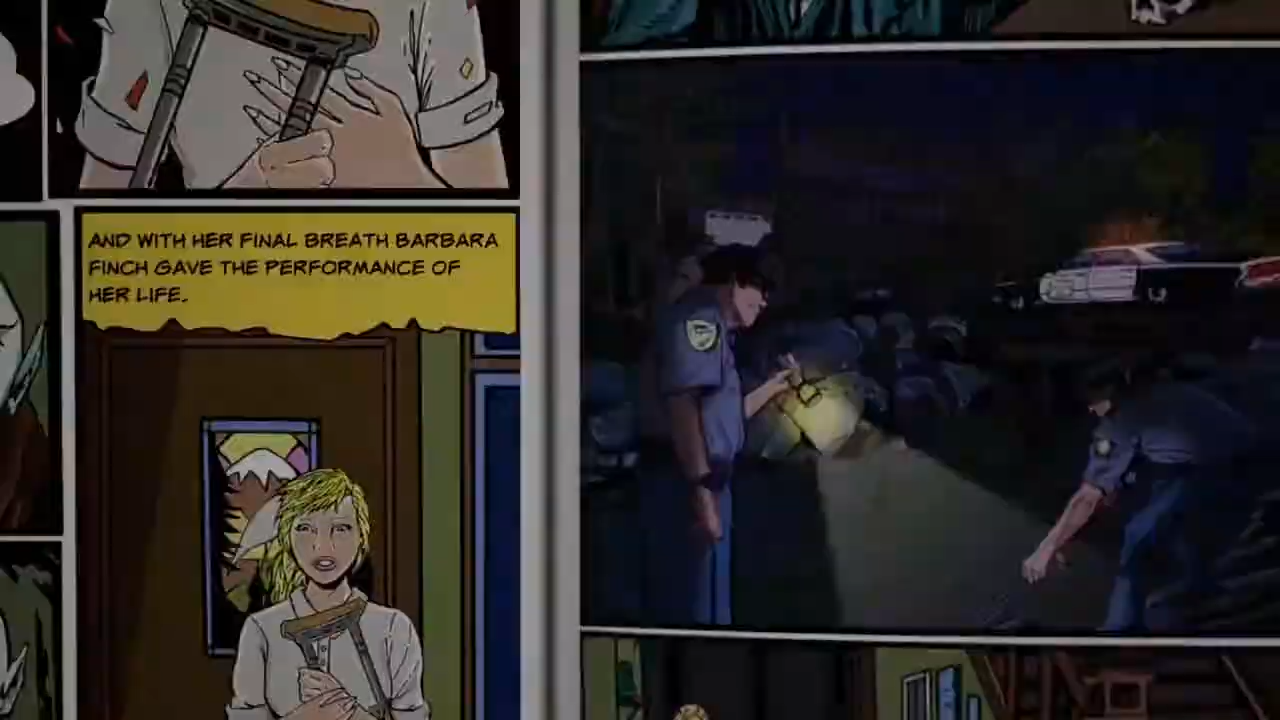 AND WITH HER FINAL BREATH BARBARA
FINCH GAVE THE PERFORMANCE OF
HER LIFE.